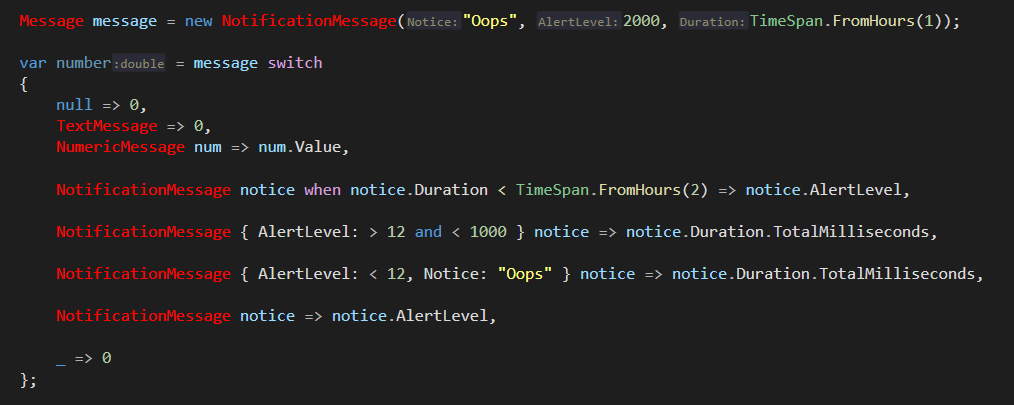 Message message = new NotificationMessage(Notice:"Oops", AlertLevel:2000, Duration:TimeSpan.FromHours(1));
var number:double = message switch
{
null => 0,
TextMessage => 0,
NumericMessage num => num.Value,
NotificationMessage notice when notice.Duration < TimeSpan.FromHours(2) => notice.AlertLevel,
NotificationMessage { AlertLevel: > 12 and < 1000 } notice => notice.Duration.TotalMilliseconds,
NotificationMessage { AlertLevel: < 12, Notice: "Oops" } notice => notice.Duration.TotalMilliseconds,
NotificationMessage notice => notice.AlertLevel,
_ => 0
};